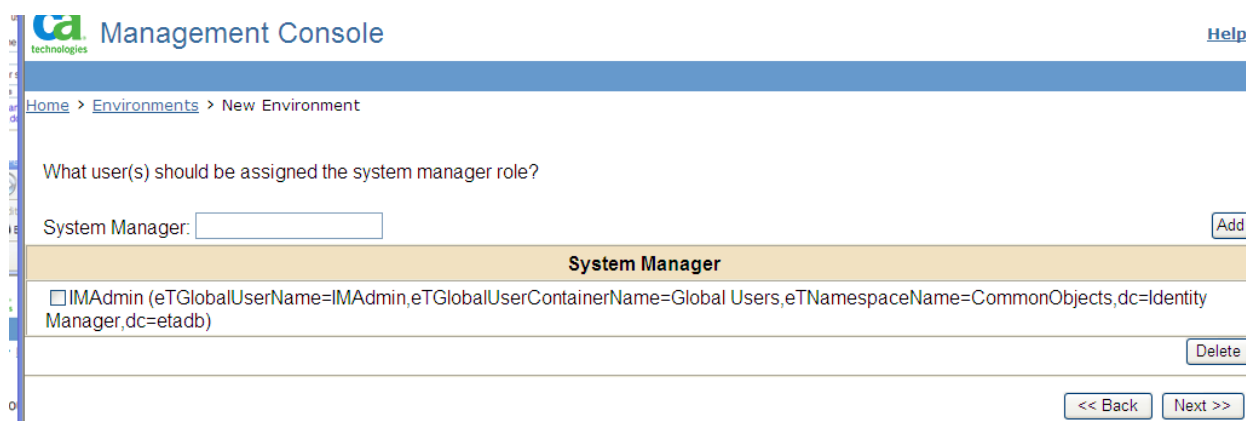 ca
technologies
Management Console
Help
Home > Environments > New Environment
What user(s) should be assigned the system manager role?
System Manager:
Add
System Manager
IMAdmin (eTGlobalUserName=IMAdmin,eTGlobalUserContainerName=Global Users,eTNamespaceName=CommonObjects,dc=Identity
Manager,dc=etadb)
Delete
<< Back Next >>